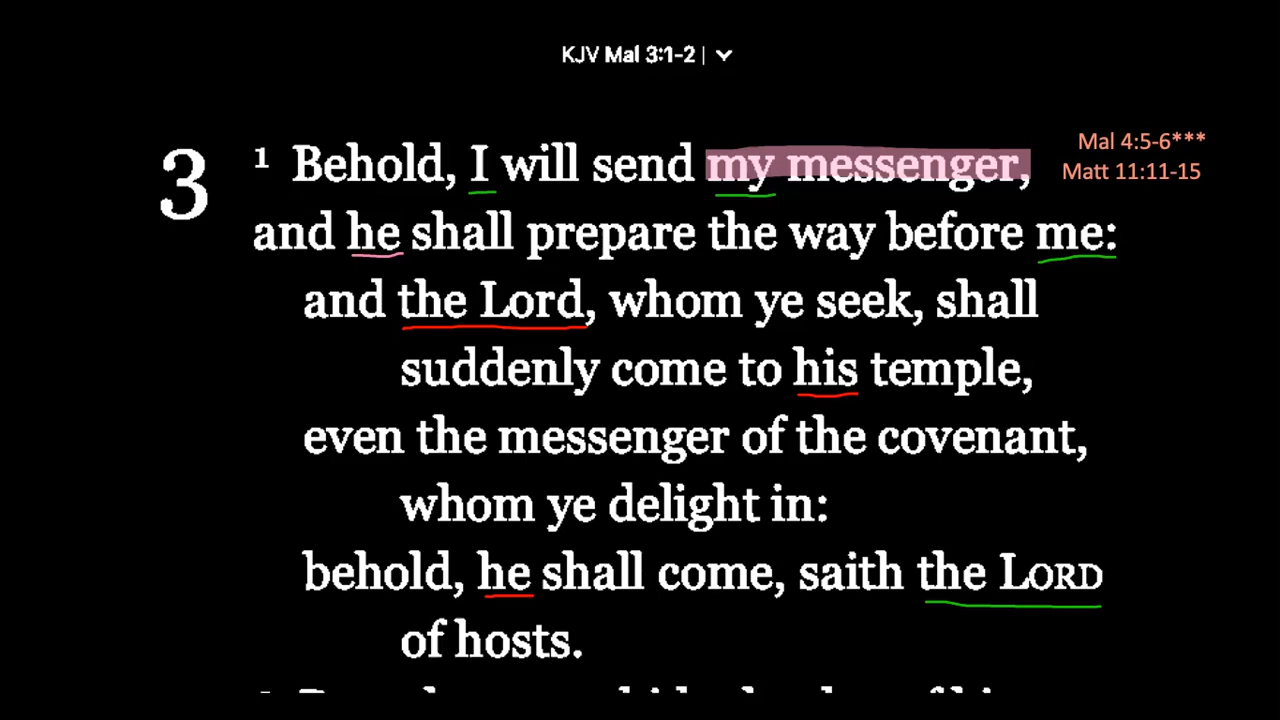 KJV Mal 3:1-2 |
Mal 4:5-6***
3 1 Behold, I will send my messenger,
Matt 11:11-15
and he shall prepare the way before me:
and the Lord, whom ye seek, shall
suddenly come to his temple,
even the messenger of the covenant,
whom ye delight in:
behold, he shall come, saith the LORD
of hosts.